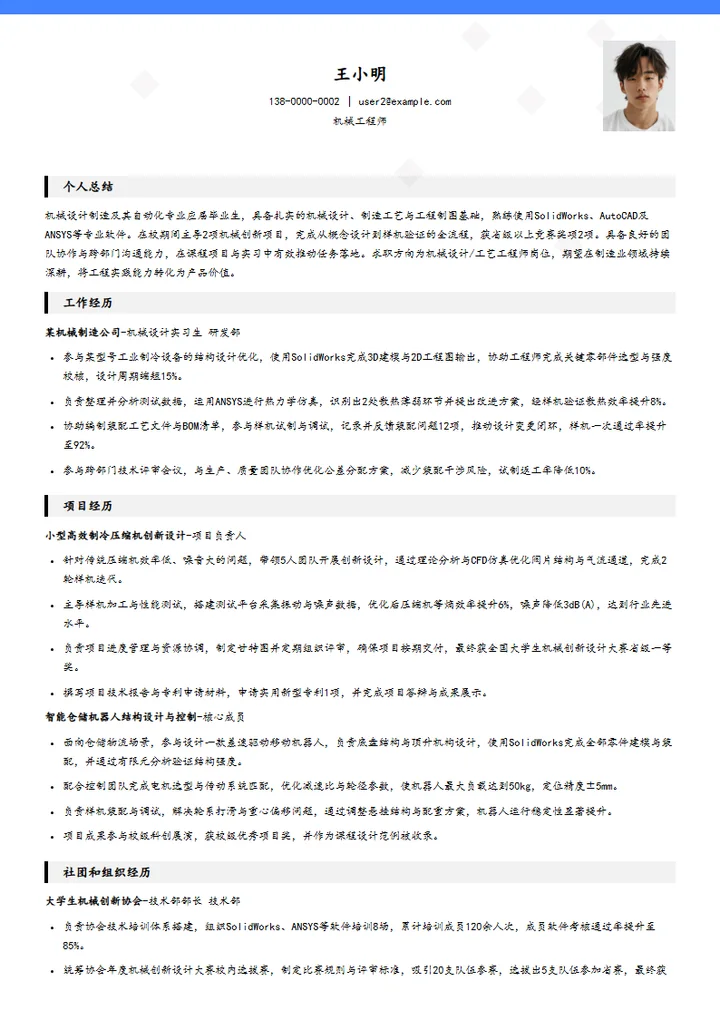 王小明
138-0000-0002 | user2@example.com
机械工程师
个人总结
机械设计制造及其自动化专业应届毕业生，具备扎实的机械设计、制造工艺与工程制图基础，熟练使用SolidWorks、AutoCAD及
ANSYS等专业软件。在校期间主导2项机械创新项目，完成从概念设计到样机验证的全流程，获省级以上竞赛奖项2项。具备良好的团
队协作与跨部门沟通能力，在课程项目与实习中有效推动任务落地。求职方向为机械设计/工艺工程师岗位，期望在制造业领域持续
深耕，将工程实践能力转化为产品价值。
工作经历
某机械制造公司-机械设计实习生 研发部
• 参与某型号工业制冷设备的结构设计优化，使用SolidWorks完成3D建模与2D工程图输出，协助工程师完成关键零部件选型与强度
校核，设计周期缩短15%。
• 负责整理并分析测试数据，运用ANSYS进行热力学仿真，识别出2处散热薄弱环节并提出改进方案，经样机验证散热效率提升8%。
• 协助编制装配工艺文件与BOM清单，参与样机试制与调试，记录并反馈装配问题12项，推动设计变更闭环，样机一次通过率提升
至92%。
• 参与跨部门技术评审会议，与生产、质量团队协作优化公差分配方案，减少装配干涉风险，试制返工率降低10%。
项目经历
小型高效制冷压缩机创新设计-项目负责人
• 针对传统压缩机效率低、噪音大的问题，带领5人团队开展创新设计，通过理论分析与CFD仿真优化阀片结构与气流通道，完成2
轮样机迭代。
• 主导样机加工与性能测试，搭建测试平台采集振动与噪声数据，优化后压缩机等熵效率提升6%，噪声降低3dB(A)，达到行业先进
水平。
• 负责项目进度管理与资源协调，制定甘特图并定期组织评审，确保项目按期交付，最终获全国大学生机械创新设计大赛省级一等
奖。
• 撰写项目技术报告与专利申请材料，申请实用新型专利1项，并完成项目答辩与成果展示。
智能仓储机器人结构设计与控制-核心成员
• 面向仓储物流场景，参与设计一款差速驱动移动机器人，负责底盘结构与顶升机构设计，使用SolidWorks完成全部零件建模与装
配，并通过有限元分析验证结构强度。
• 配合控制团队完成电机选型与传动系统匹配，优化减速比与轮径参数，使机器人最大负载达到50kg，定位精度±5mm。
• 负责样机装配与调试，解决轮系打滑与重心偏移问题，通过调整悬挂结构与配重方案，机器人运行稳定性显著提升。
• 项目成果参与校级科创展演，获校级优秀项目奖，并作为课程设计范例被收录。
社团和组织经历
大学生机械创新协会-技术部部长 技术部
• 负责协会技术培训体系搭建，组织SolidWorks、ANSYS等软件培训8场，累计培训成员120余人次，成员软件考核通过率提升至
85%。
• 统筹协会年度机械创新设计大赛校内选拔赛，制定比赛规则与评审标准，吸引20支队伍参赛，选拔出5支队伍参加省赛，最终获